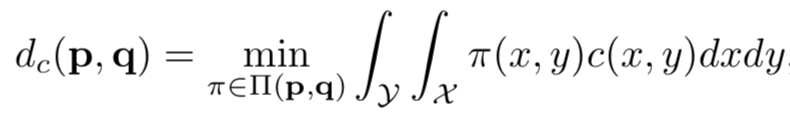 d_c(𝐩, 𝐪) = min_{π∈Π(𝐩,𝐪)} ∫_𝒴 ∫_𝒳 π(x, y)c(x, y)dxdy,